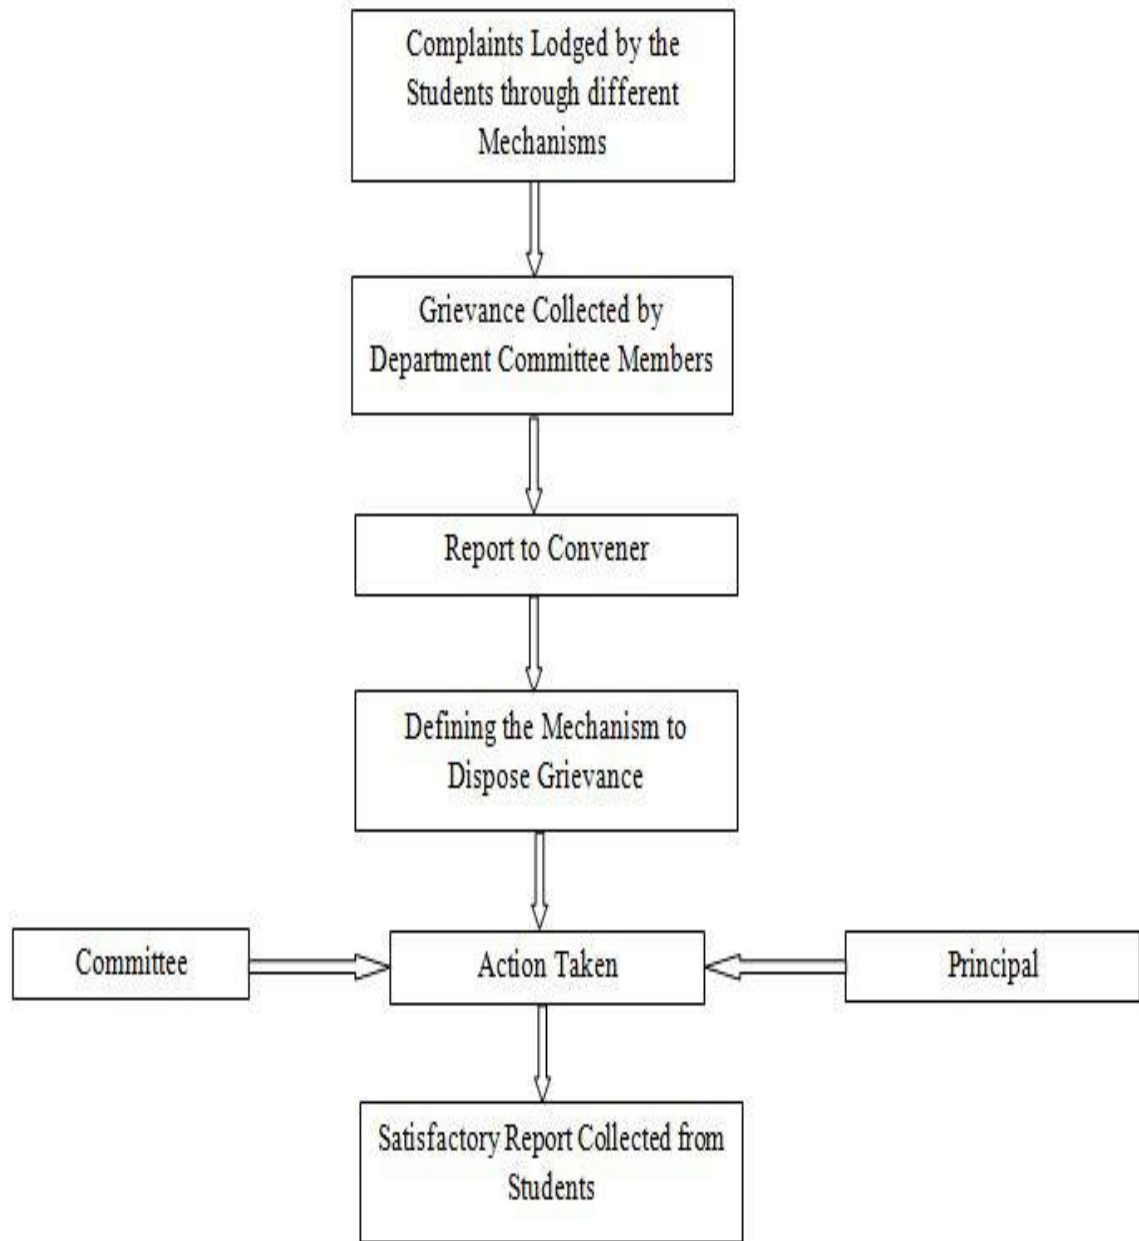 Complaints Lodged by the
Students through different
Mechanisms
Grievance Collected by
Department Committee Members
Report to Convener
Defining the Mechanism to
Dispose Grievance
Committee
Action Taken
Principal
Satisfactory Report Collected from
Students